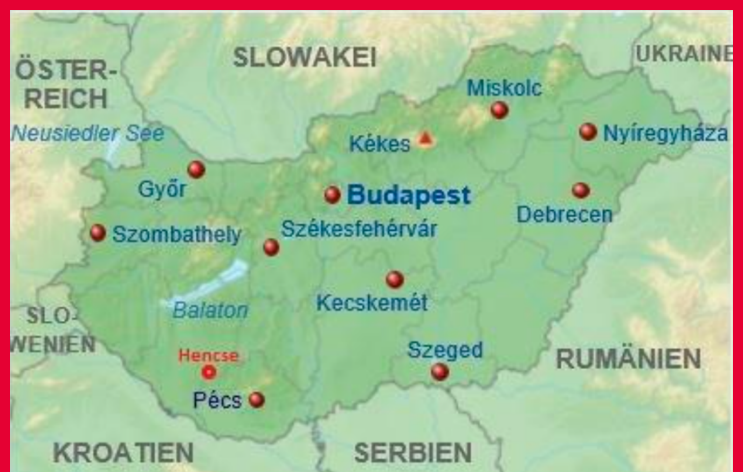 SLOWAKEI
UKRAINE
ÖSTER-
REICH
Miskolc
Neusiedler See
Kékes
Nyíregyháza
Győr
Budapest
Debrecen
Szombathely
Székesfehérvár
Balaton
Kecskemét
SLO-
WENIEN
Hencse
Szeged
RUMÄNIEN
Pécs
KROATIEN
SERBIEN